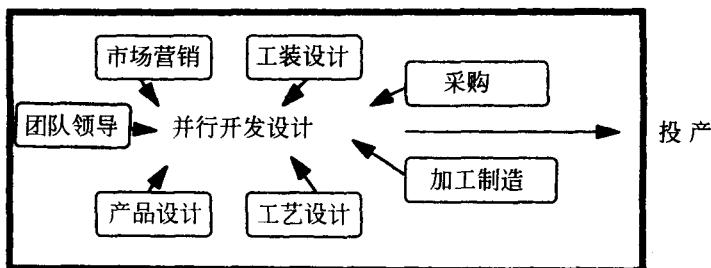 市场营销
工装设计
采购
团队领导
并行开发设计
投产
产品设计
工艺设计
加工制造